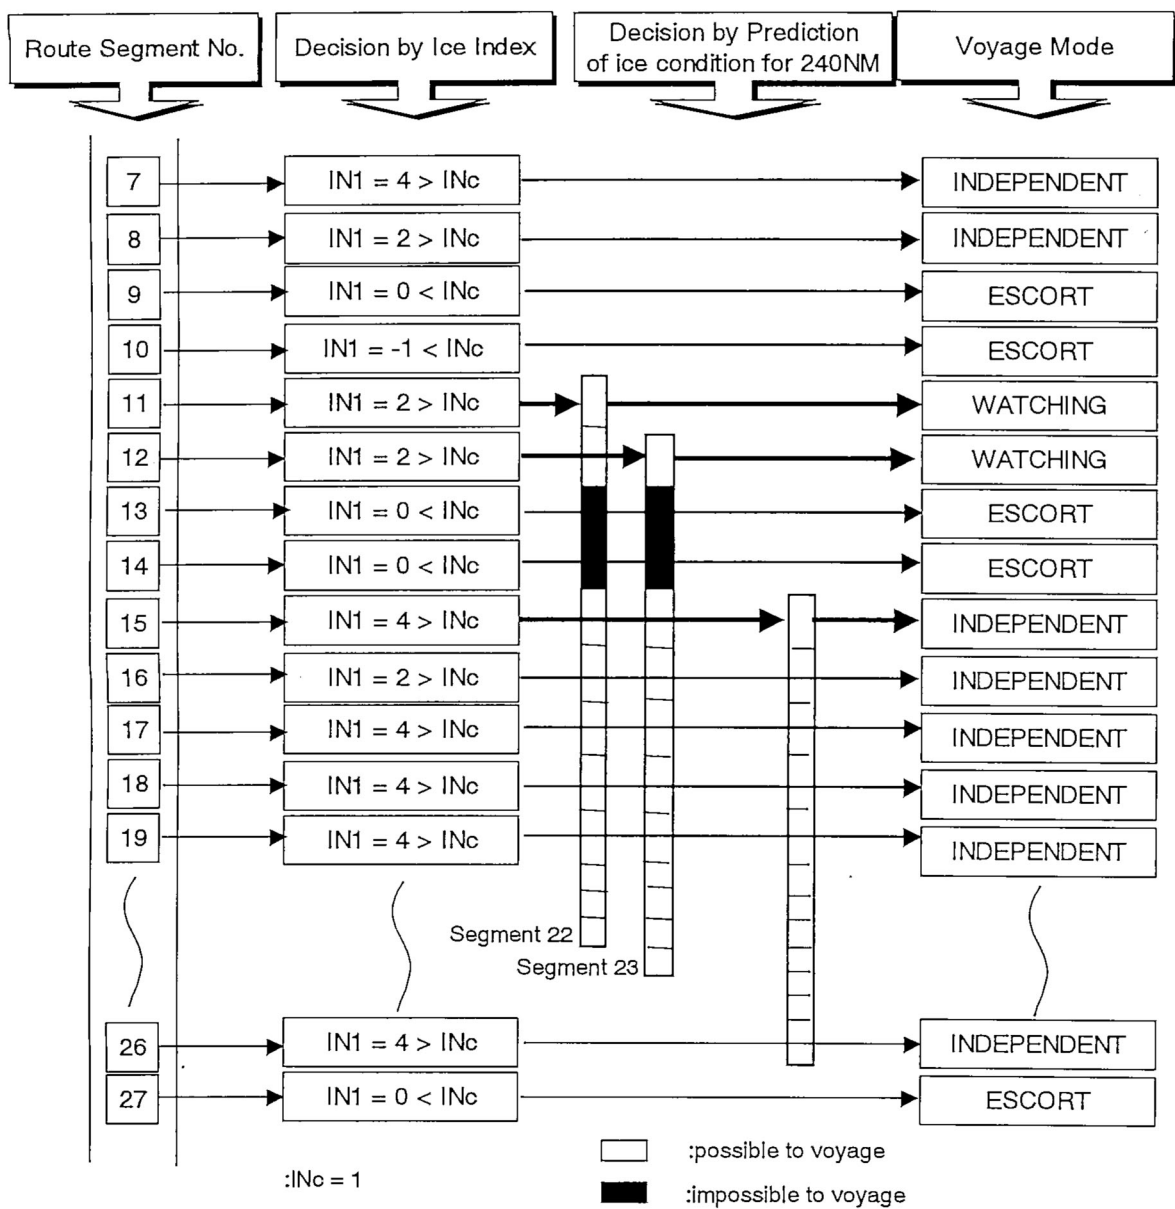 Route Segment No.
Decision by Ice Index
Decision by Prediction
of ice condition for 240NM
Voyage Mode
7
IN1 = 4 > INc
INDEPENDENT
8
IN1 = 2 > INc
INDEPENDENT
9
IN1 = 0 < INc
ESCORT
10
IN1 = -1 < INc
ESCORT
11
IN1 = 2 > INc
WATCHING
12
IN1 = 2 > INc
WATCHING
13
IN1 = 0 < INc
ESCORT
14
IN1 = 0 < INc
ESCORT
15
IN1 = 4 > INc
INDEPENDENT
16
IN1 = 2 > INc
INDEPENDENT
17
IN1 = 4 > INc
INDEPENDENT
18
IN1 = 4 > INc
INDEPENDENT
19
IN1 = 4 > INc
INDEPENDENT
Segment 22
Segment 23
26
IN1 = 4 > INc
INDEPENDENT
27
IN1 = 0 < INc
ESCORT
:INc = 1
:possible to voyage
:impossible to voyage